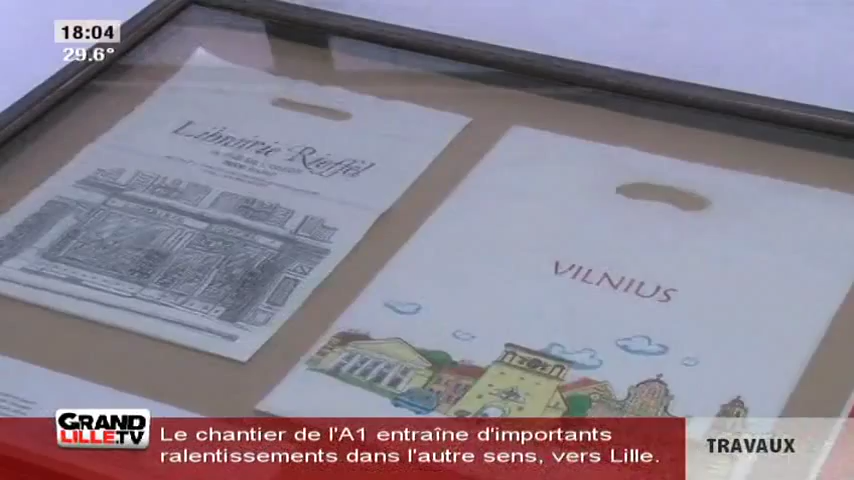 18:04
29.6°
Librairie Rieffel
VILNIUS
GRAND
LILLE.TV
Le chantier de l'A1 entraîne d'importants
ralentissements dans l'autre sens, vers Lille.
TRAVAUX